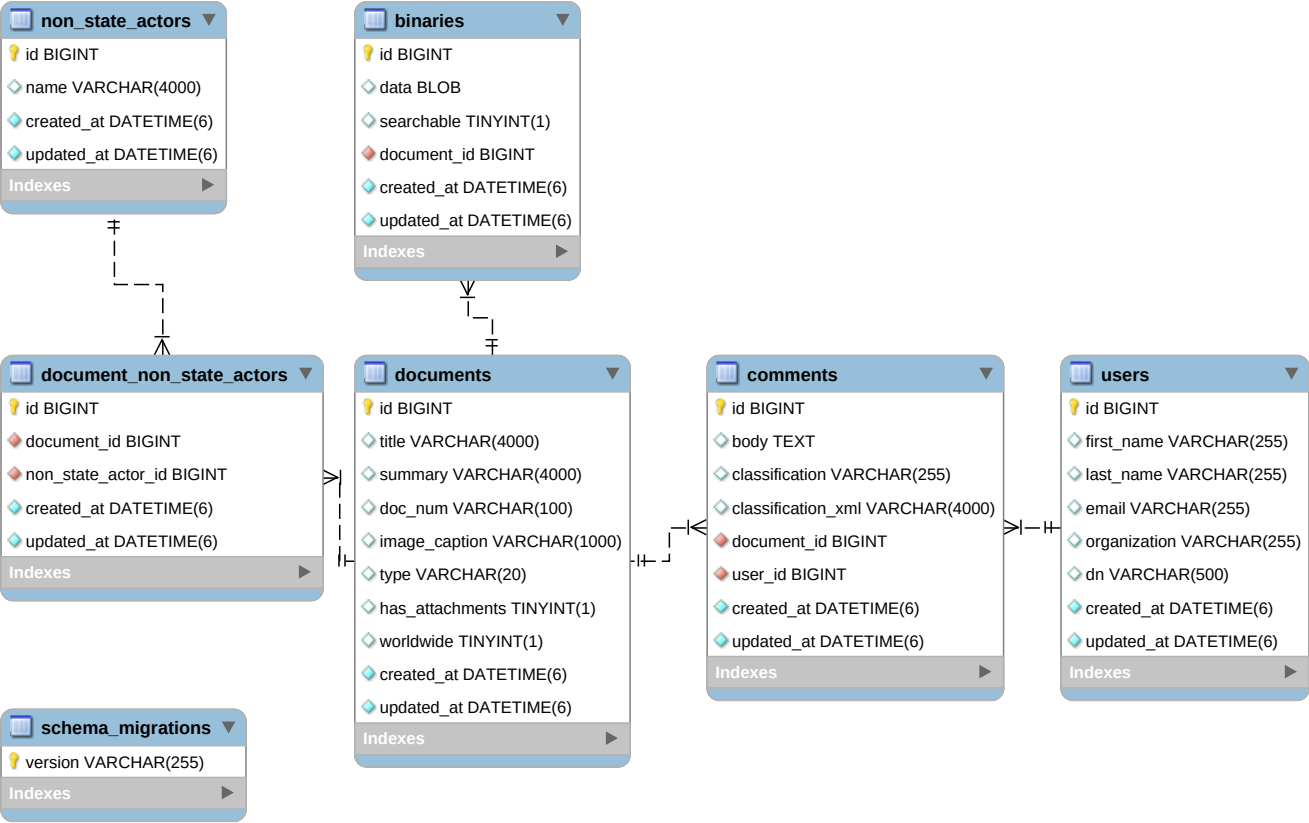 non_state_actors
id BIGINT
name VARCHAR(4000)
created_at DATETIME(6)
updated_at DATETIME(6)
Indexes
binaries
id BIGINT
data BLOB
searchable TINYINT(1)
document_id BIGINT
created_at DATETIME(6)
updated_at DATETIME(6)
Indexes
document_non_state_actors
id BIGINT
document_id BIGINT
non_state_actor_id BIGINT
created_at DATETIME(6)
updated_at DATETIME(6)
Indexes
documents
id BIGINT
title VARCHAR(4000)
summary VARCHAR(4000)
doc_num VARCHAR(100)
image_caption VARCHAR(1000)
type VARCHAR(20)
has_attachments TINYINT(1)
worldwide TINYINT(1)
created_at DATETIME(6)
updated_at DATETIME(6)
Indexes
comments
id BIGINT
body TEXT
classification VARCHAR(255)
classification_xml VARCHAR(4000)
document_id BIGINT
user_id BIGINT
created_at DATETIME(6)
updated_at DATETIME(6)
Indexes
users
id BIGINT
first_name VARCHAR(255)
last_name VARCHAR(255)
email VARCHAR(255)
organization VARCHAR(255)
dn VARCHAR(500)
created_at DATETIME(6)
updated_at DATETIME(6)
Indexes
schema_migrations
version VARCHAR(255)
Indexes